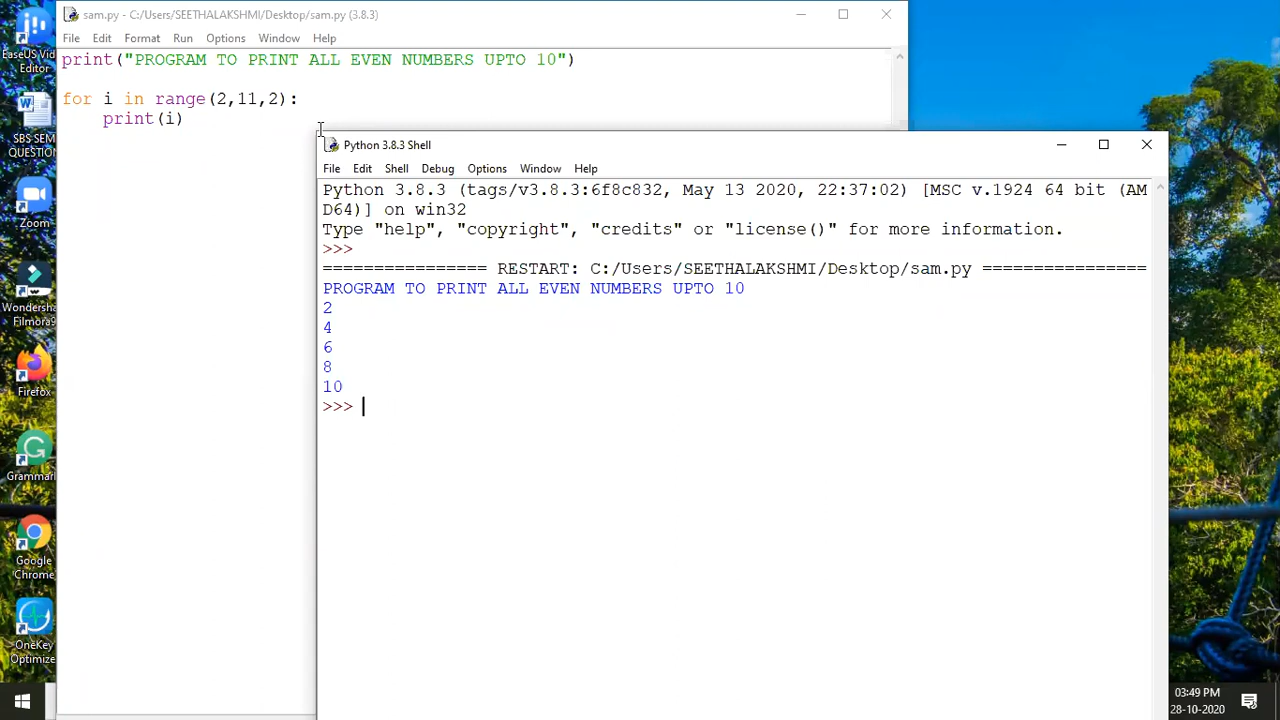 sam.py - C:/Users/SEETHALAKSHMI/Desktop/sam.py (3.8.3)
File Edit Format Run Options Window Help
print("PROGRAM TO PRINT ALL EVEN NUMBERS UPTO 10")
for i in range(2,11,2):
print(i)
Python 3.8.3 Shell
File Edit Shell Debug Options Window Help
Python 3.8.3 (tags/v3.8.3:6f8c832, May 13 2020, 22:37:02) [MSC v.1924 64 bit (AM
D64)] on win32
Type "help", "copyright", "credits" or "license()" for more information.
>>>
================ RESTART: C:/Users/SEETHALAKSHMI/Desktop/sam.py ================
PROGRAM TO PRINT ALL EVEN NUMBERS UPTO 10
2
4
6
8
10
>>>
EaseUS Vid
Editor
SBS-SEM
QUESTION
Zoom
Wondersha
Filmora9
Firefox
Grammarl
Google
Chrome
OneKey
Optimize
03:49 PM
28-10-2020